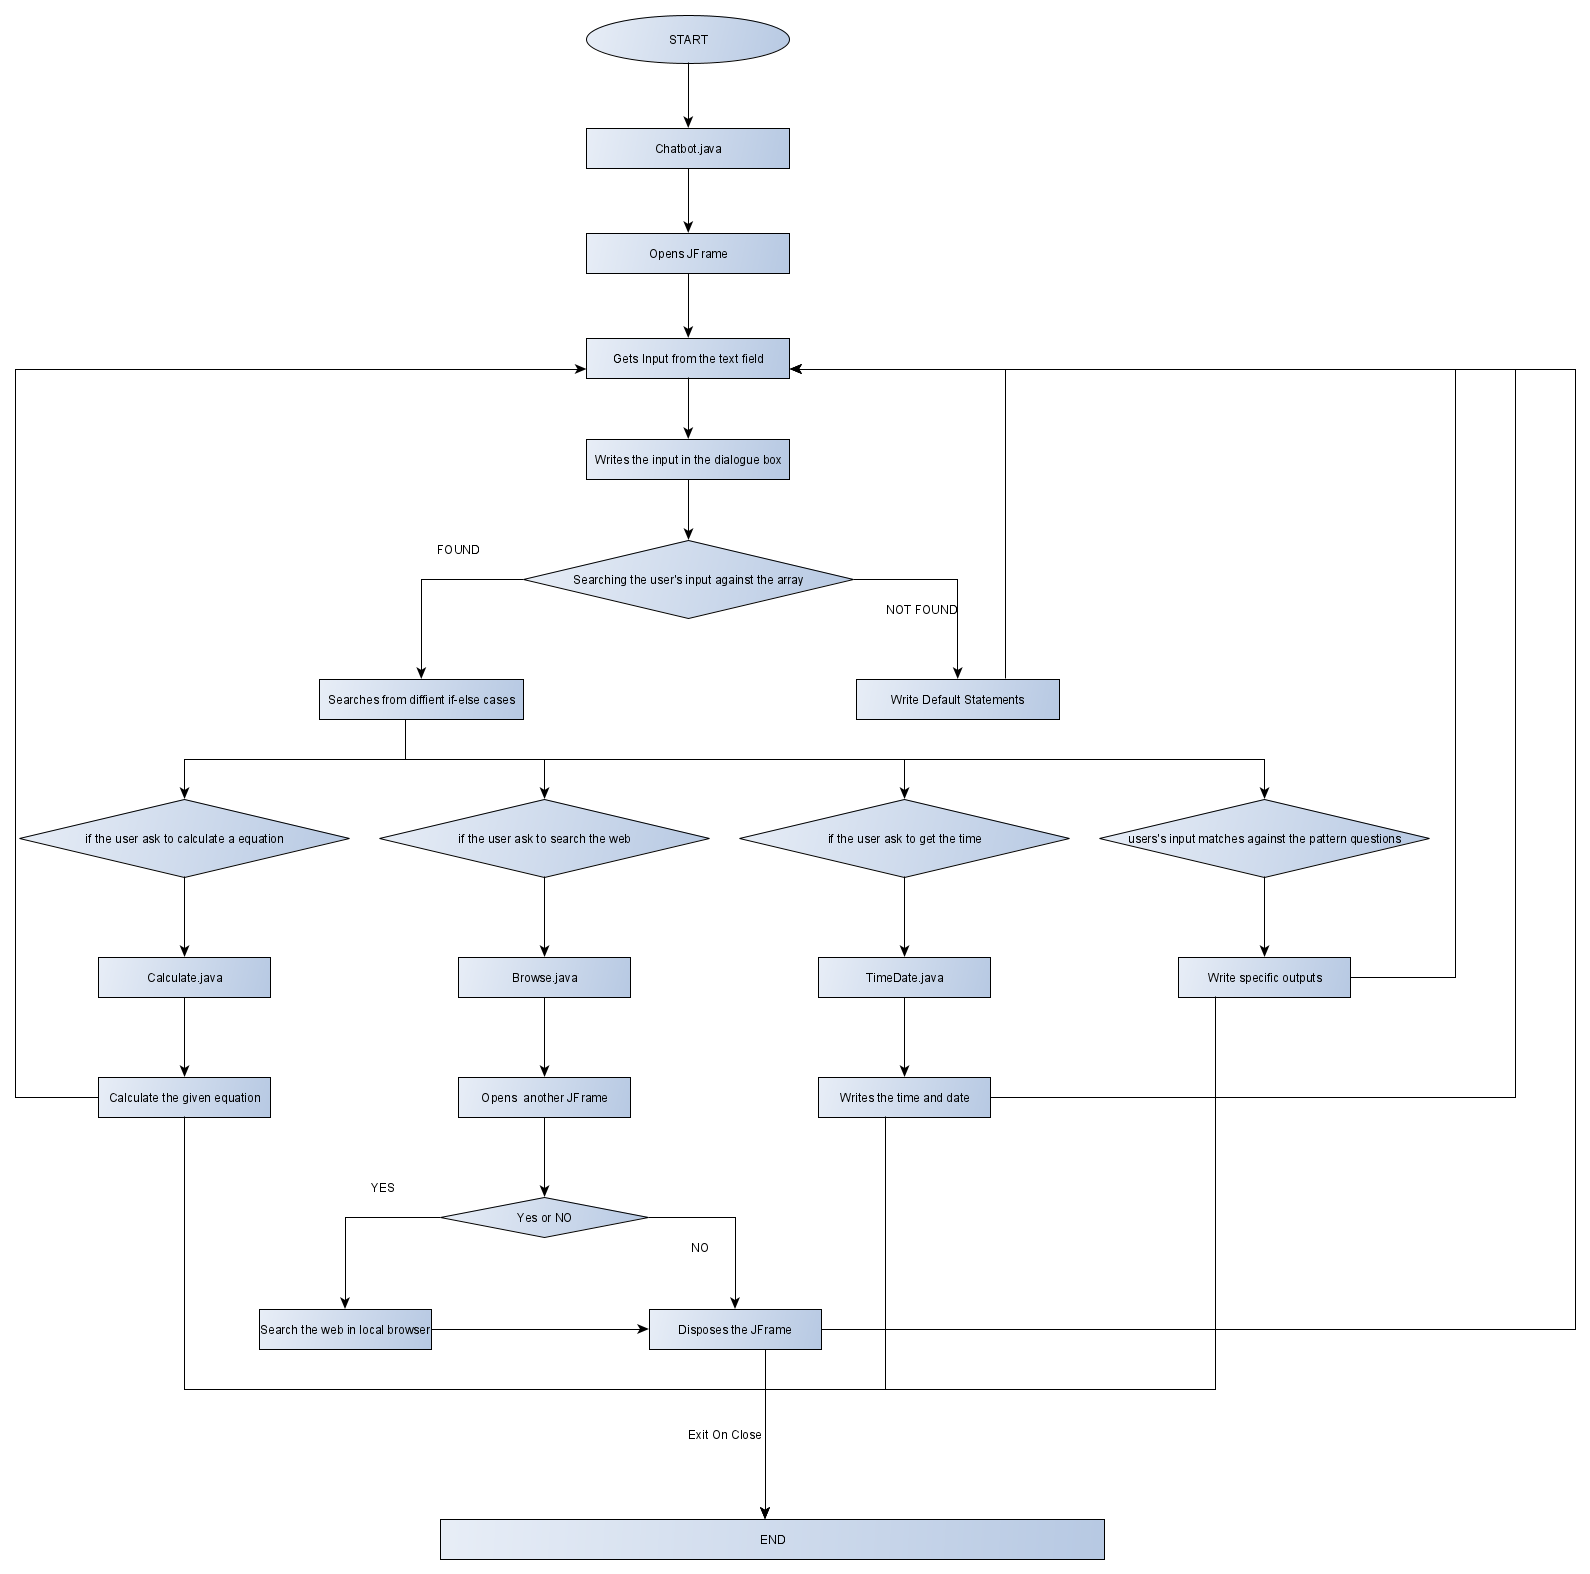 START
Chatbot.java
Opens JFrame
Gets Input from the text field
Writes the input in the dialogue box
FOUND
Searching the user's input against the array
NOT FOUND
Searches from diffient if-else cases
Write Default Statements
if the user ask to calculate a equation
if the user ask to search the web
if the user ask to get the time
users's input matches against the pattern questions
Calculate.java
Browse.java
TimeDate.java
Write specific outputs
Calculate the given equation
Opens  another JFrame
Writes the time and date
YES
Yes or NO
NO
Search the web in local browser
Disposes the JFrame
Exit On Close
END